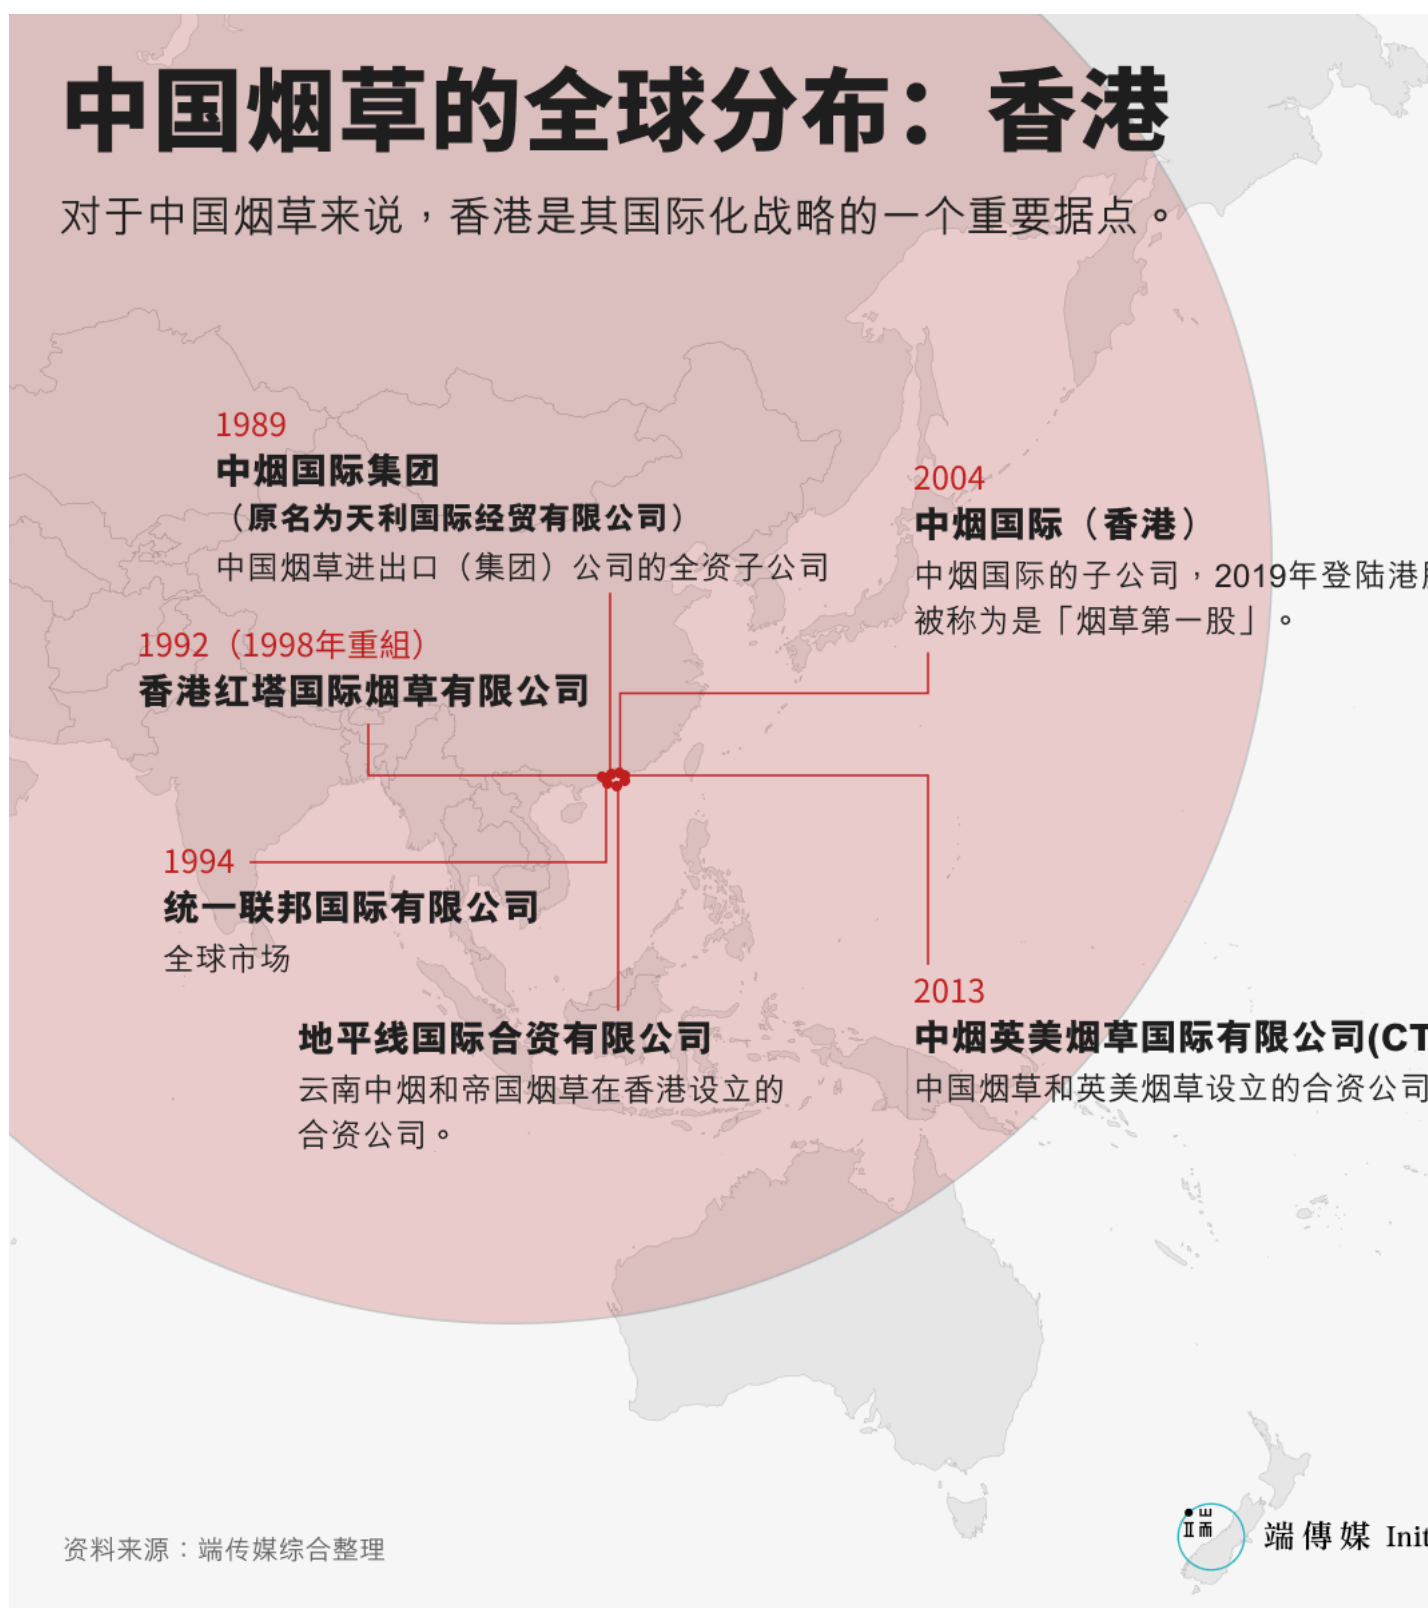 中国烟草的全球分布：香港
对于中国烟草来说，香港是其国际化战略的一个重要据点。
1989
中烟国际集团
（原名为天利国际经贸有限公司）
中国烟草进出口（集团）公司的全资子公司
2004
中烟国际（香港）
中烟国际的子公司，2019年登陆港
被称为是「烟草第一股」。
1992（1998年重組）
香港红塔国际烟草有限公司
1994
统一联邦国际有限公司
全球市场
地平线国际合资有限公司
云南中烟和帝国烟草在香港设立的
合资公司。
2013
中烟英美烟草国际有限公司(CT
中国烟草和英美烟草设立的合资公司
资料来源：端传媒综合整理
端傳媒 Init